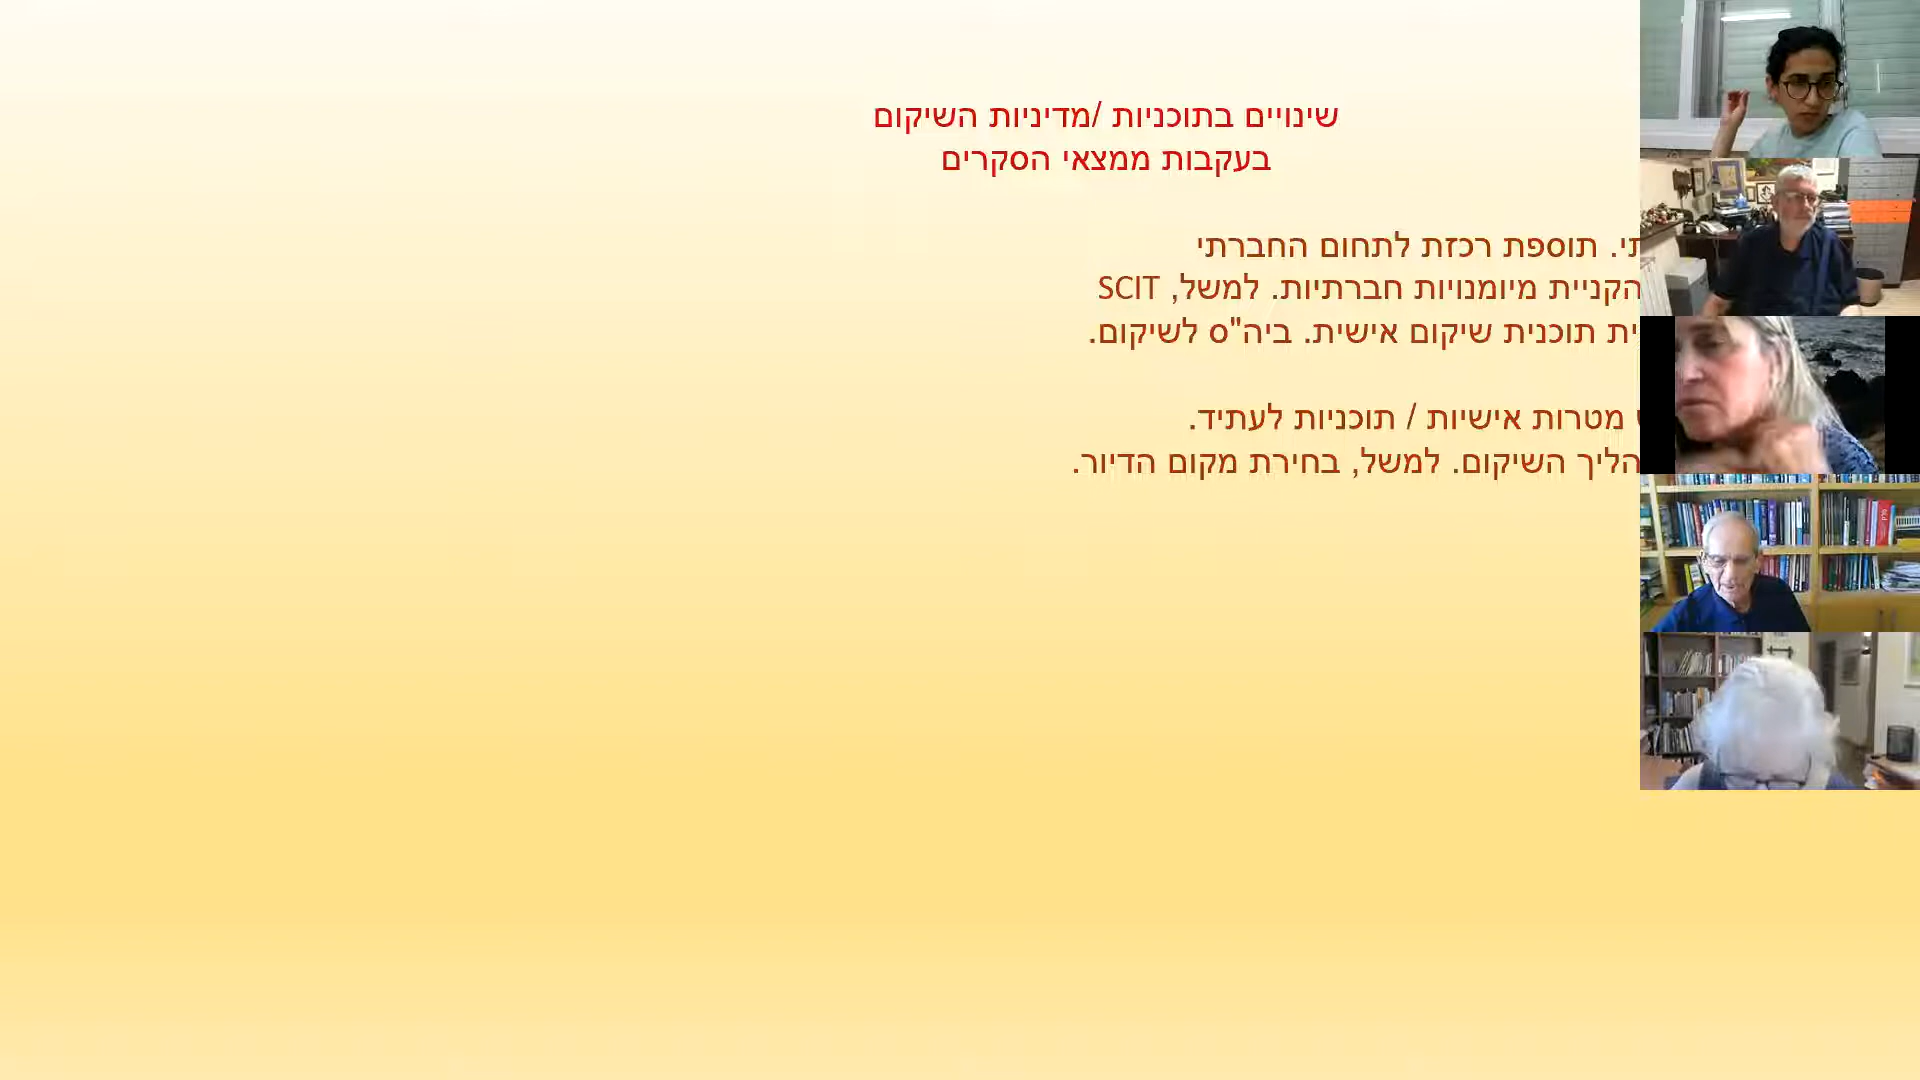 שינויים בתוכניות /מדיניות השיקום
בעקבות ממצאי הסקרים
תי. תוספת רכזת לתחום החברתי
הקניית מיומנויות חברתיות. למשל, SCIT
ית תוכנית שיקום אישית. ביה"ס לשיקום.
מטרות אישיות / תוכניות לעתיד.
הליך השיקום. למשל, בחירת מקום הדיור.